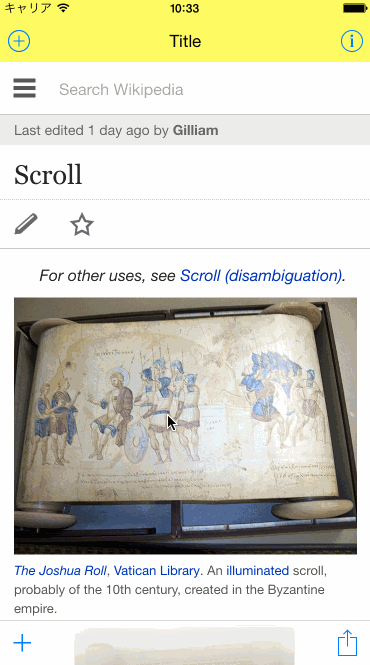 キャリア 10:33
Title
Search Wikipedia
Last edited 1 day ago by Gilliam
Scroll
For other uses, see Scroll (disambiguation).
The Joshua Roll, Vatican Library. An illuminated scroll,
probably of the 10th century, created in the Byzantine
empire.